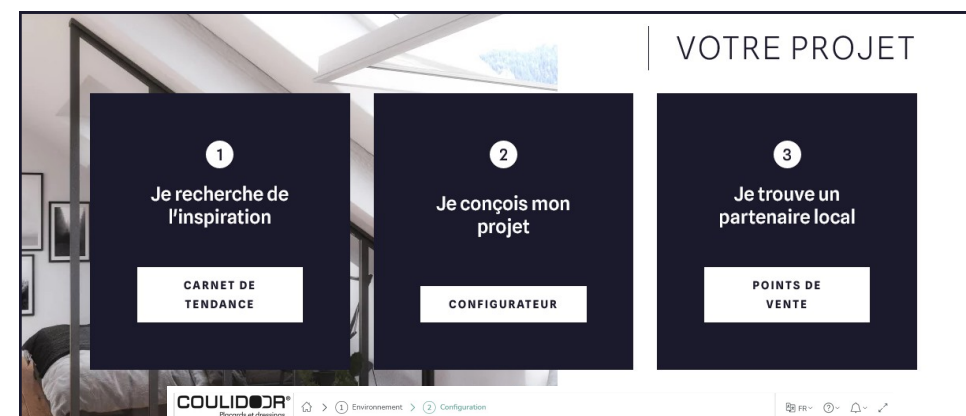 VOTRE PROJET
1
Je recherche de
l'inspiration
CARNET DE
TENDANCE
2
Je conçois mon
projet
CONFIGURATEUR
3
Je trouve un
partenaire local
POINTS DE
VENTE
COULIDOOR®
Placards et dressings
1 Environnement > 2 Configuration
FR